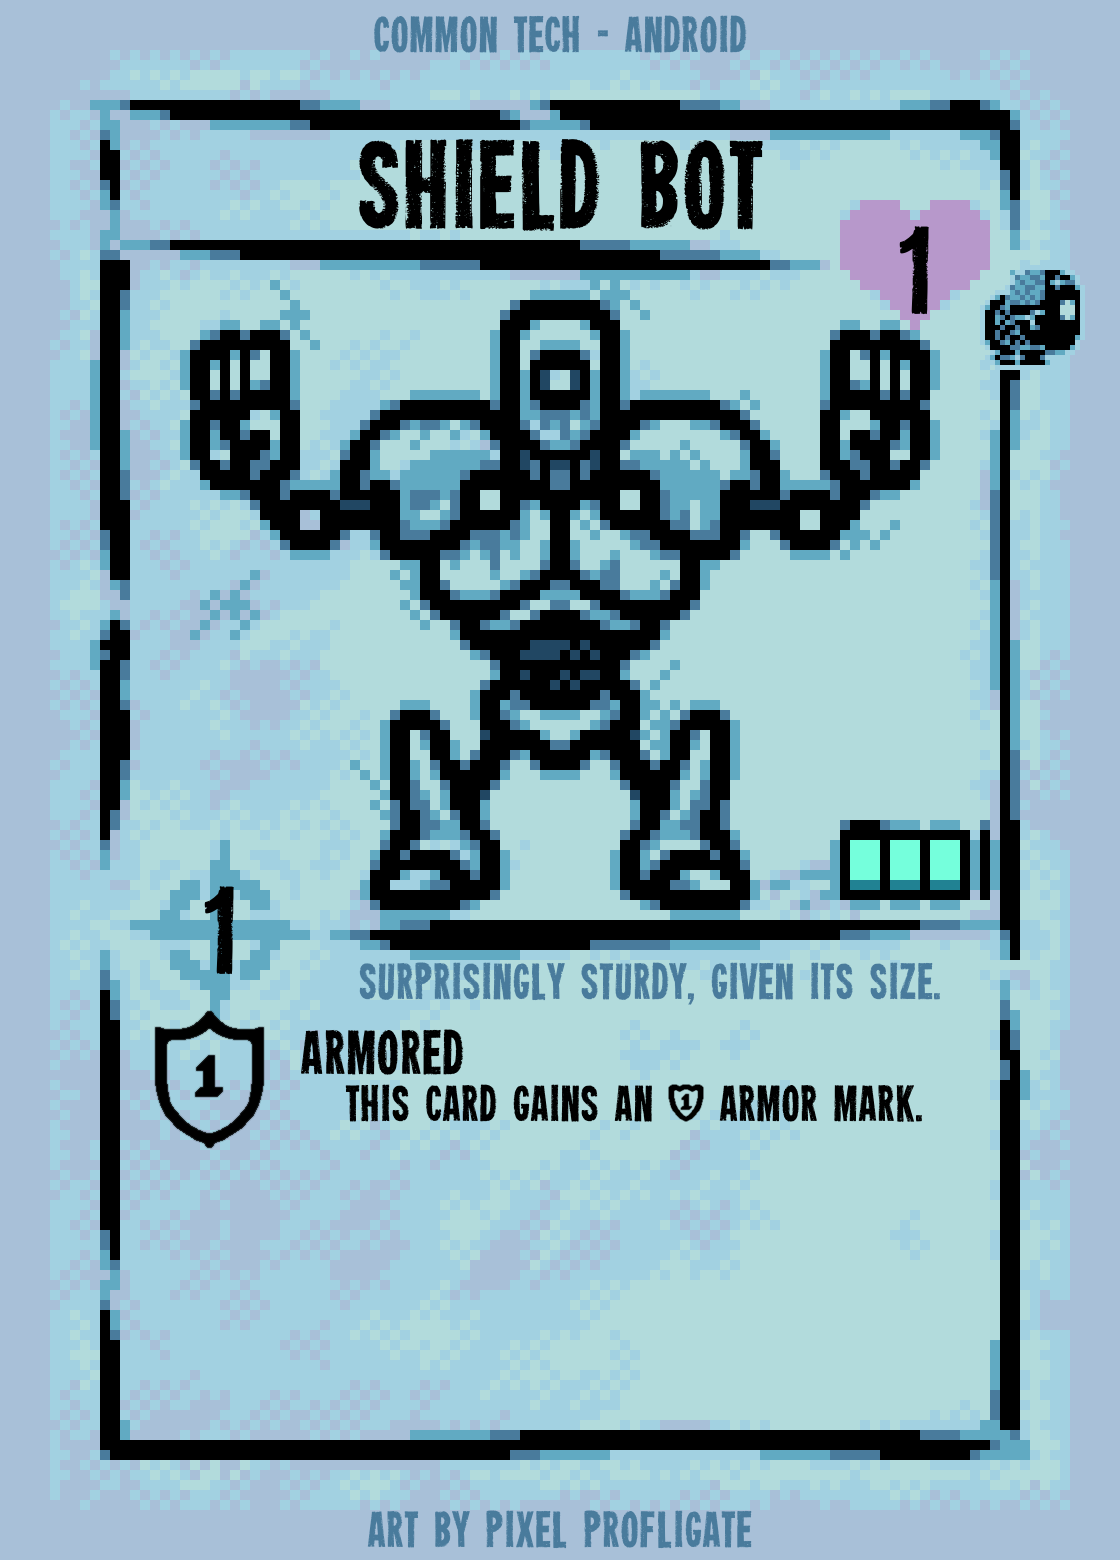 COMMON TECH - ANDROID
SHIELD BOT
1
1
SURPRISINGLY STURDY, GIVEN ITS SIZE.
1
ARMORED
THIS CARD GAINS AN 1 ARMOR MARK.
ART BY PIXEL PROFLIGATE